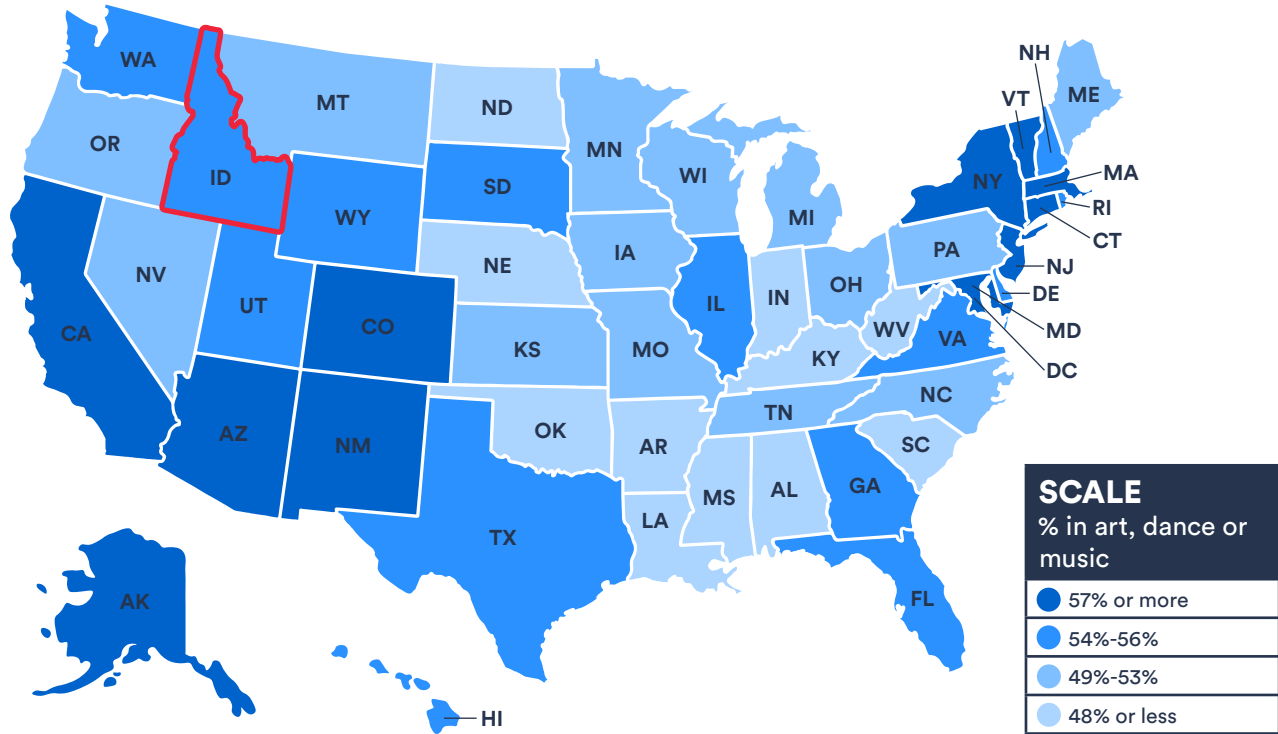 NH
WA
VT
ME
MT
ND
OR
MN
MA
ID
WI
NY
SD
RI
WY
MI
CT
PA
IA
NE
NJ
NV
OH
DE
IN
UT
IL
WV
MD
CO
CA
VA
KS
MO
KY
DC
NC
TN
OK
AZ
NM
SC
AR
GA
AL
MS
SCALE
% in art, dance or
music
LA
TX
AK
FL
57% or more
54%-56%
49%-53%
48% or less
HI